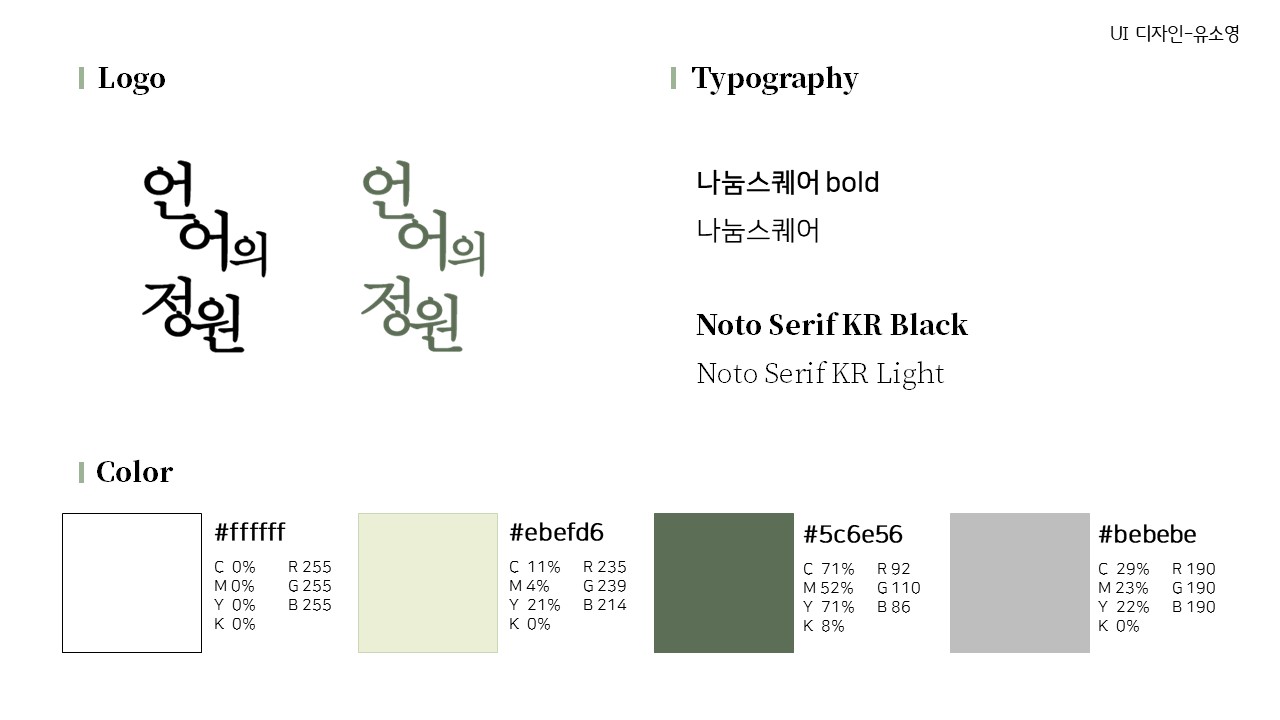 UI 디자인-유소영
Logo
언
어의
정원
언
어의
정원
Typography
나눔스퀘어 bold
나눔스퀘어
Noto Serif KR Black
Noto Serif KR Light
Color
#ffffff
C 0% R 255
M 0% G 255
Y 0% B 255
K 0%
#ebefd6
C 11% R 235
M 4% G 239
Y 21% B 214
K 0%
#5c6e56
C 71% R 92
M 52% G 110
Y 71% B 86
K 8%
#bebebe
C 29% R 190
M 23% G 190
Y 22% B 190
K 0%